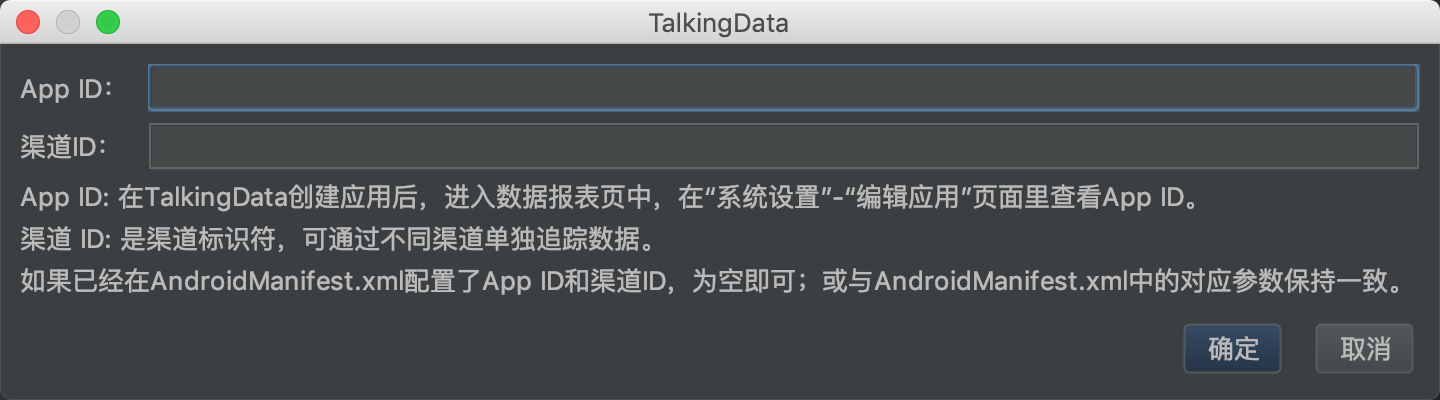 TalkingData
App ID：
渠道ID：
App ID: 在TalkingData创建应用后，进入数据报表页中，在“系统设置”-“编辑应用”页面里查看App ID。
渠道 ID: 是渠道标识符，可通过不同渠道单独追踪数据。
如果已经在AndroidManifest.xml配置了App ID和渠道ID，为空即可；或与AndroidManifest.xml中的对应参数保持一致。
确定 取消